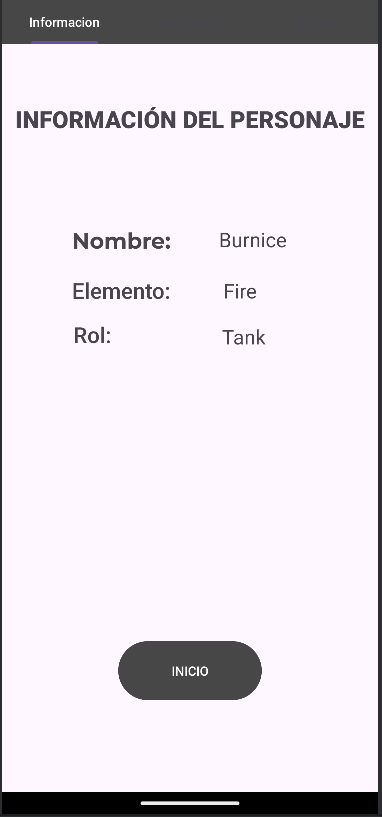 Informacion
INFORMACIÓN DEL PERSONAJE
Nombre: Burnice
Elemento: Fire
Rol: Tank
INICIO